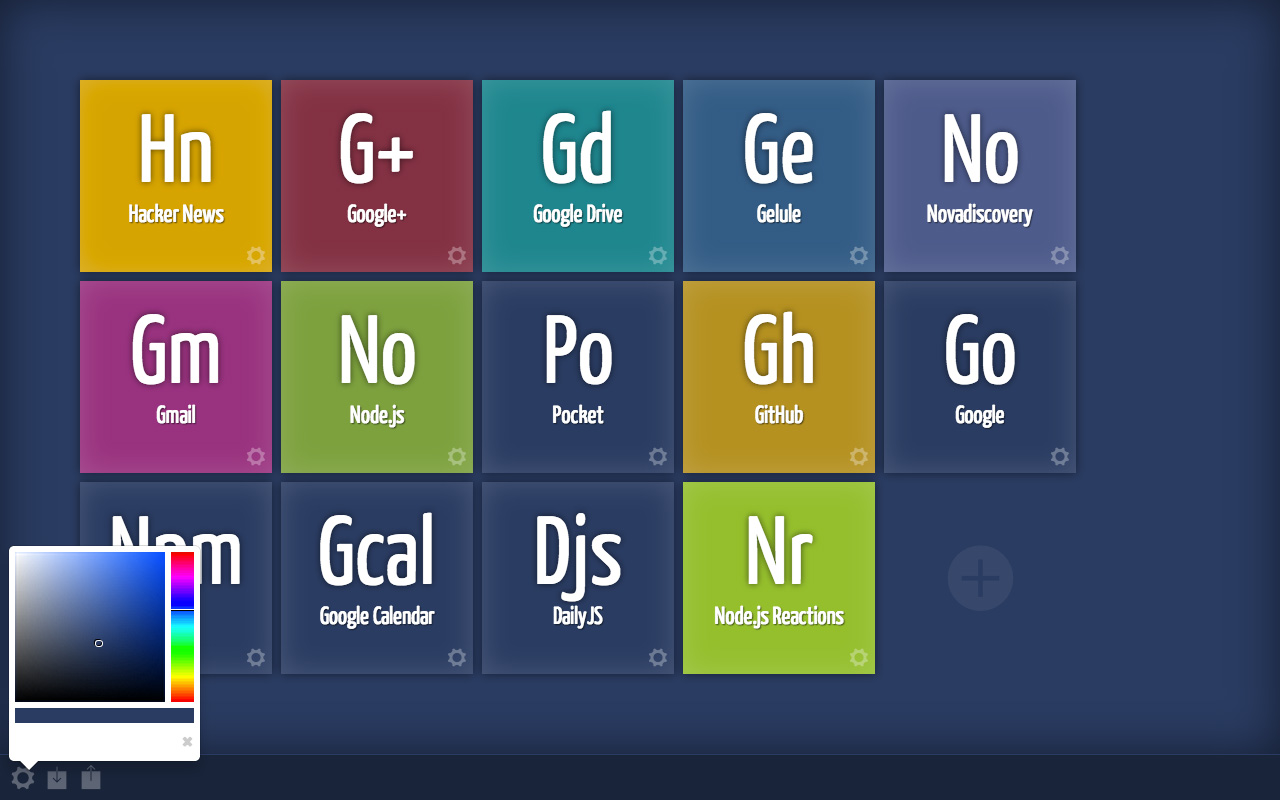 Hn
Hacker News
G+
Google+
Gd
Google Drive
Ge
Gelule
No
Novadiscovery
Gm
Gmail
No
Node.js
Po
Pocket
Gh
GitHub
Go
Google
Npm
Gcal
Google Calendar
Djs
DailyJS
Nr
Node.js Reactions